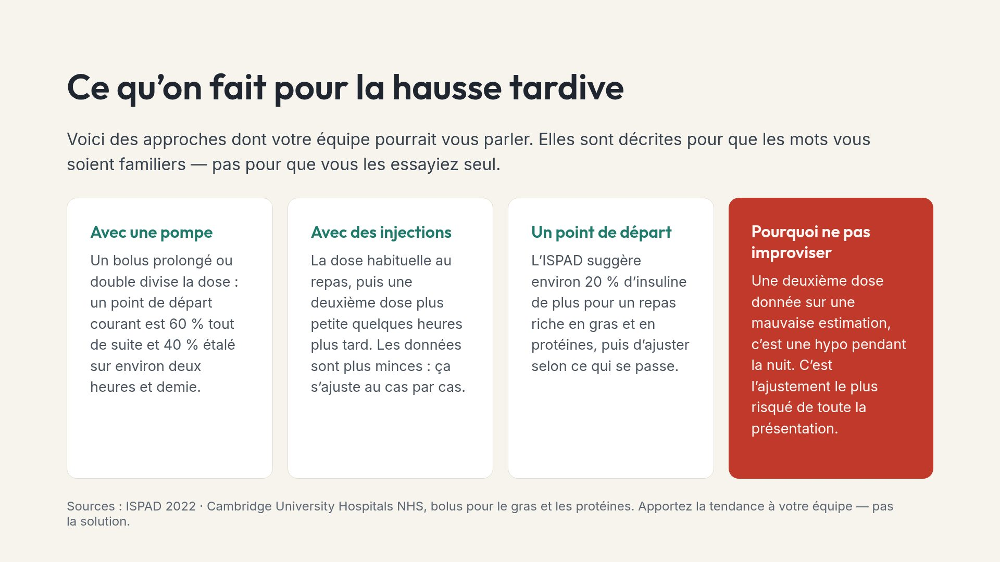 Ce qu’on fait pour la hausse tardive
Voici des approches dont votre équipe pourrait vous parler. Elles sont décrites pour que les mots vous
soient familiers — pas pour que vous les essayiez seul.
Avec une pompe
Un bolus prolongé ou
double divise la dose :
un point de départ
courant est 60 % tout
de suite et 40 % étalé
sur environ deux
heures et demie.
Avec des injections
La dose habituelle au
repas, puis une
deuxième dose plus
petite quelques heures
plus tard. Les données
sont plus minces : ça
s’ajuste au cas par cas.
Un point de départ
L’ISPAD suggère
environ 20 % d’insuline
de plus pour un repas
riche en gras et en
protéines, puis d’ajuster
selon ce qui se passe.
Pourquoi ne pas
improviser
Une deuxième dose
donnée sur une
mauvaise estimation,
c’est une hypo pendant
la nuit. C’est
l’ajustement le plus
risqué de toute la
présentation.
Sources : ISPAD 2022 · Cambridge University Hospitals NHS, bolus pour le gras et les protéines. Apportez la tendance à votre équipe — pas
la solution.